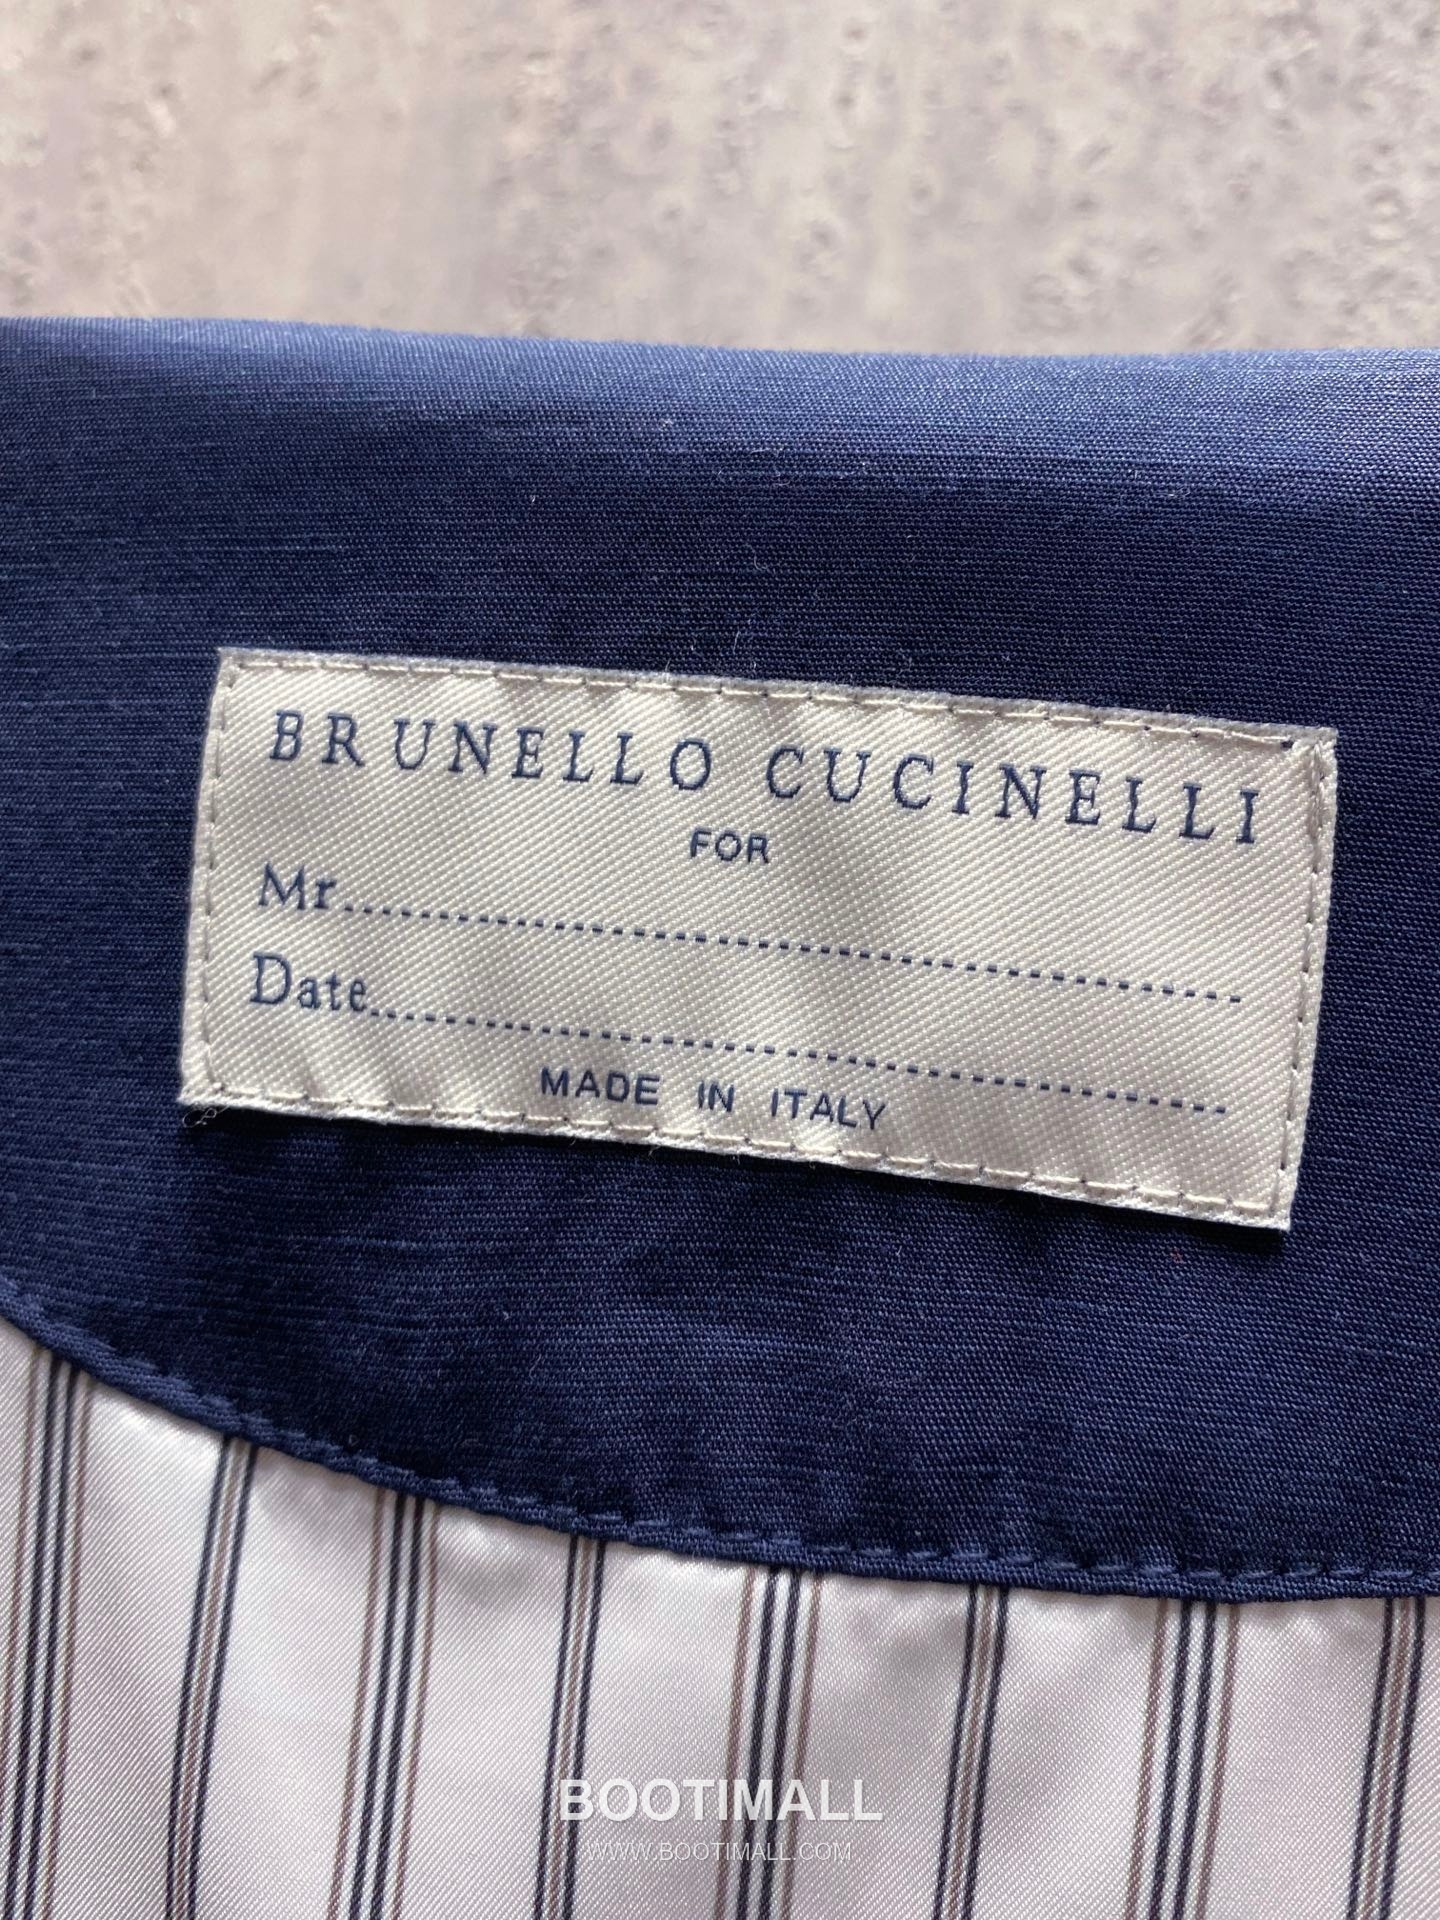 BRUNELLO CUCINELLI
FOR
Mr..........................................................
Date..........................................................
MADE IN ITALY
BOOTIMALL
WWW.BOOTIMALL.COM